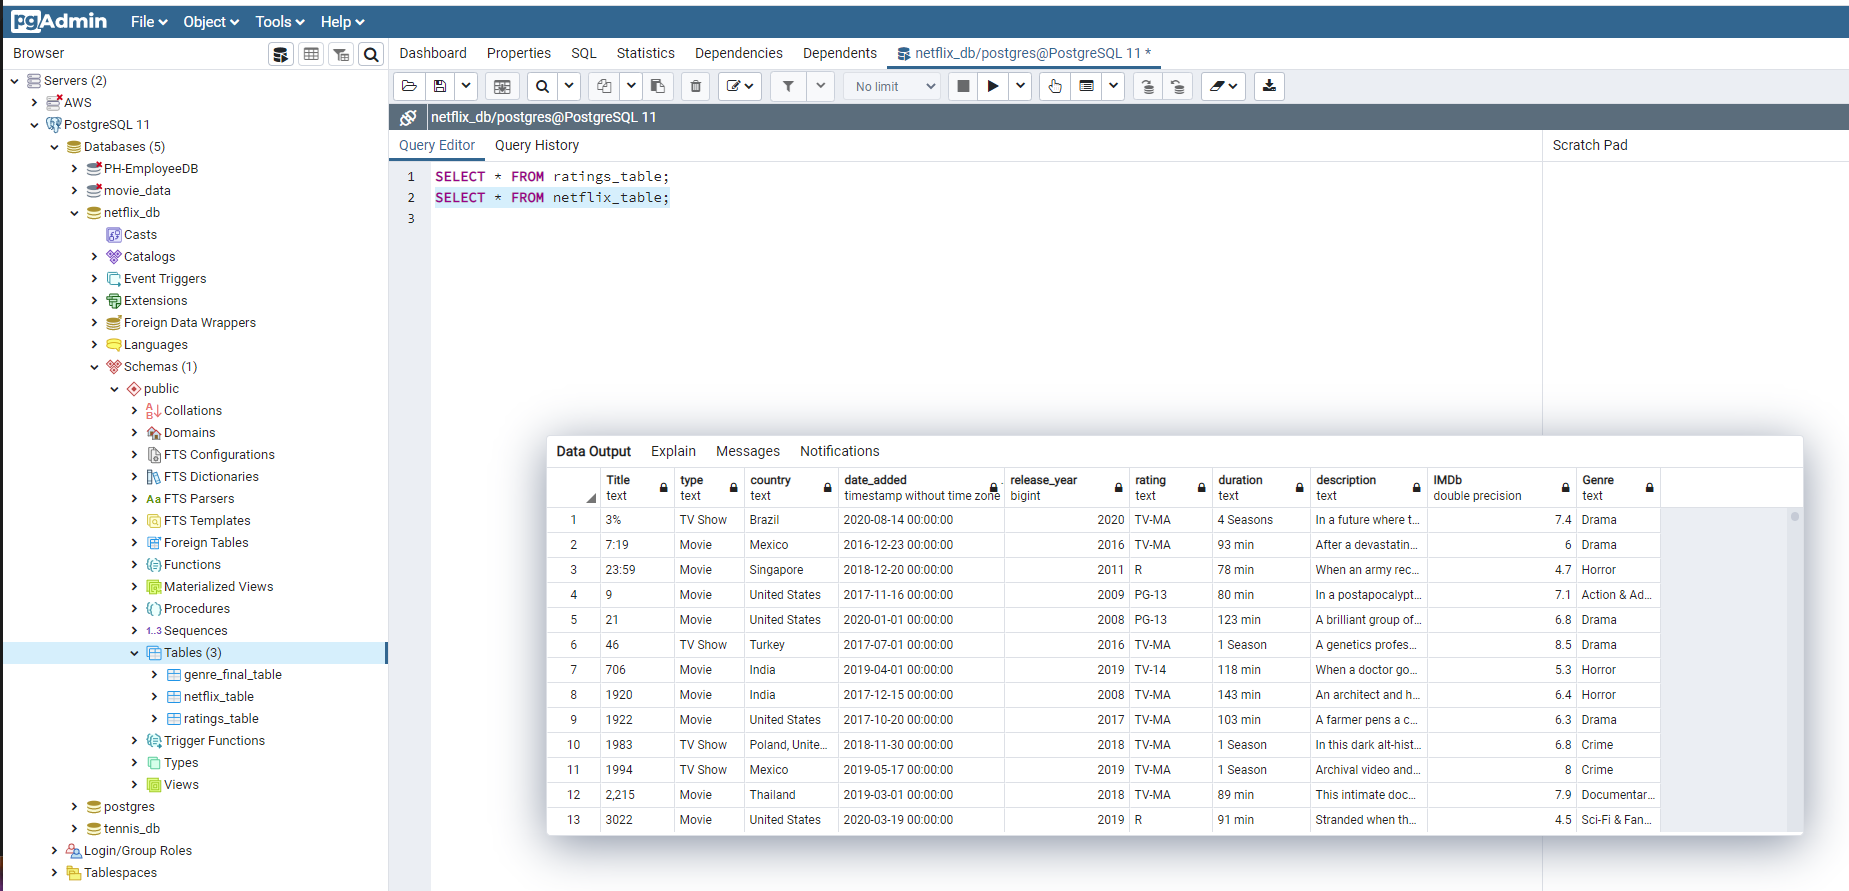 pgAdmin File Object Tools Help
Browser
Dashboard Properties SQL Statistics Dependencies Dependents netflix_db/postgres@PostgreSQL 11 *
No limit
netflix_db/postgres@PostgreSQL 11
Query Editor Query History
Scratch Pad
1 SELECT * FROM ratings_table;
2 SELECT * FROM netflix_table;
3
Servers (2)
AWS
PostgreSQL 11
Databases (5)
PH-EmployeeDB
movie_data
netflix_db
Casts
Catalogs
Event Triggers
Extensions
Foreign Data Wrappers
Languages
Schemas (1)
public
Collations
Domains
FTS Configurations
FTS Dictionaries
Aa FTS Parsers
FTS Templates
Foreign Tables
Functions
Materialized Views
Procedures
1..3 Sequences
Tables (3)
genre_final_table
netflix_table
ratings_table
Trigger Functions
Types
Views
postgres
tennis_db
Login/Group Roles
Tablespaces
Data Output Explain Messages Notifications
Title type country date_added release_year rating duration description IMDb Genre
text text text timestamp without time zone bigint text text text double precision text
1 3% TV Show Brazil 2020-08-14 00:00:00 2020 TV-MA 4 Seasons In a future where t... 7.4 Drama
2 7:19 Movie Mexico 2016-12-23 00:00:00 2016 TV-MA 93 min After a devastatin... 6 Drama
3 23:59 Movie Singapore 2018-12-20 00:00:00 2011 R 78 min When an army rec... 4.7 Horror
4 9 Movie United States 2017-11-16 00:00:00 2009 PG-13 80 min In a postapocalypt... 7.1 Action & Ad...
5 21 Movie United States 2020-01-01 00:00:00 2008 PG-13 123 min A brilliant group of... 6.8 Drama
6 46 TV Show Turkey 2017-07-01 00:00:00 2016 TV-MA 1 Season A genetics profes... 8.5 Drama
7 706 Movie India 2019-04-01 00:00:00 2019 TV-14 118 min When a doctor go... 5.3 Horror
8 1920 Movie India 2017-12-15 00:00:00 2008 TV-MA 143 min An architect and h... 6.4 Horror
9 1922 Movie United States 2017-10-20 00:00:00 2017 TV-MA 103 min A farmer pens a c... 6.3 Drama
10 1983 TV Show Poland, Unite... 2018-11-30 00:00:00 2018 TV-MA 1 Season In this dark alt-hist... 6.8 Crime
11 1994 TV Show Mexico 2019-05-17 00:00:00 2019 TV-MA 1 Season Archival video and... 8 Crime
12 2,215 Movie Thailand 2019-03-01 00:00:00 2018 TV-MA 89 min This intimate doc... 7.9 Documentar...
13 3022 Movie United States 2020-03-19 00:00:00 2019 R 91 min Stranded when th... 4.5 Sci-Fi & Fan...